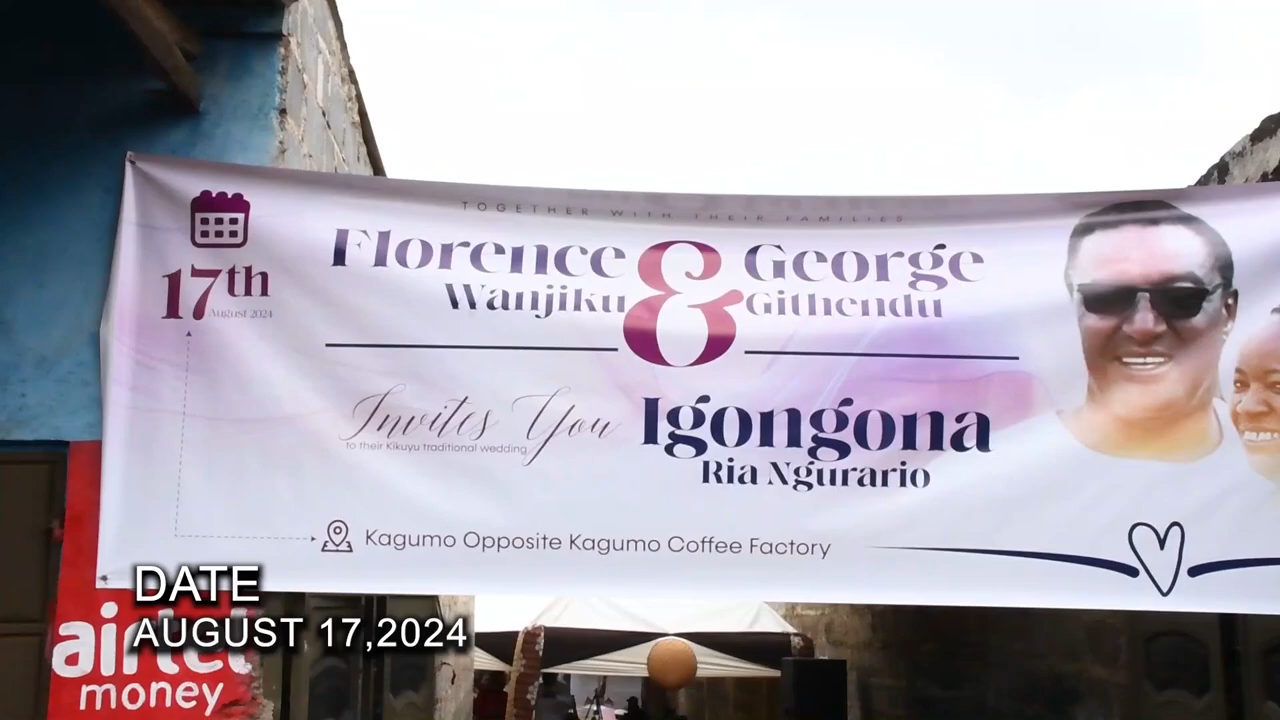 TOGETHER WITH THEIR FAMILIES
17th
August 2024
Florence
Wanjiku
&
George
Githendu
Invites You
to their Kikuyu traditional wedding
Igongona
Ria Ngurario
Kagumo Opposite Kagumo Coffee Factory
DATE
AUGUST 17,2024
airtel
money